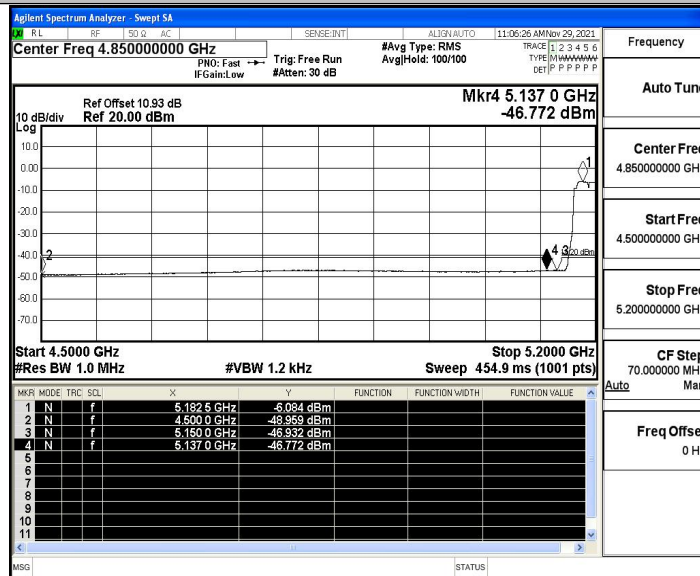 Agilent Spectrum Analyzer - Swept SA
RL RF 50 Ω AC SENSE:INT ALIGN AUTO 11:06:26 AM Nov 29, 2021
Center Freq 4.850000000 GHz
PNO: Fast
IFGain:Low
Trig: Free Run
#Atten: 30 dB
#Avg Type: RMS
Avg|Hold: 100/100
TRACE 1 2 3 4 5 6
TYPE M WWWWW
DET P P P P P P
Ref Offset 10.93 dB
Ref 20.00 dBm
10 dB/div
Log
Mkr4 5.137 0 GHz
-46.772 dBm
10.0
0.00
-10.0
-20.0
-30.0
-40.0
-50.0
-60.0
-70.0
1
2
4 3
Start 4.5000 GHz
Stop 5.2000 GHz
#Res BW 1.0 MHz
#VBW 1.2 kHz
Sweep 454.9 ms (1001 pts)
MKR MODE TRC SCL X Y FUNCTION FUNCTION WIDTH FUNCTION VALUE
1 N f 5.182 5 GHz -6.084 dBm
2 N f 4.500 0 GHz -48.959 dBm
3 N f 5.150 0 GHz -46.932 dBm
4 N f 5.137 0 GHz -46.772 dBm
5
6
7
8
9
10
11
MSG
STATUS
Frequency
Auto Tun
Center Fre
4.850000000 GH
Start Fre
4.500000000 GH
Stop Fre
5.200000000 GH
CF Step
70.000000 MH
Auto Man
Freq Offse
0 H